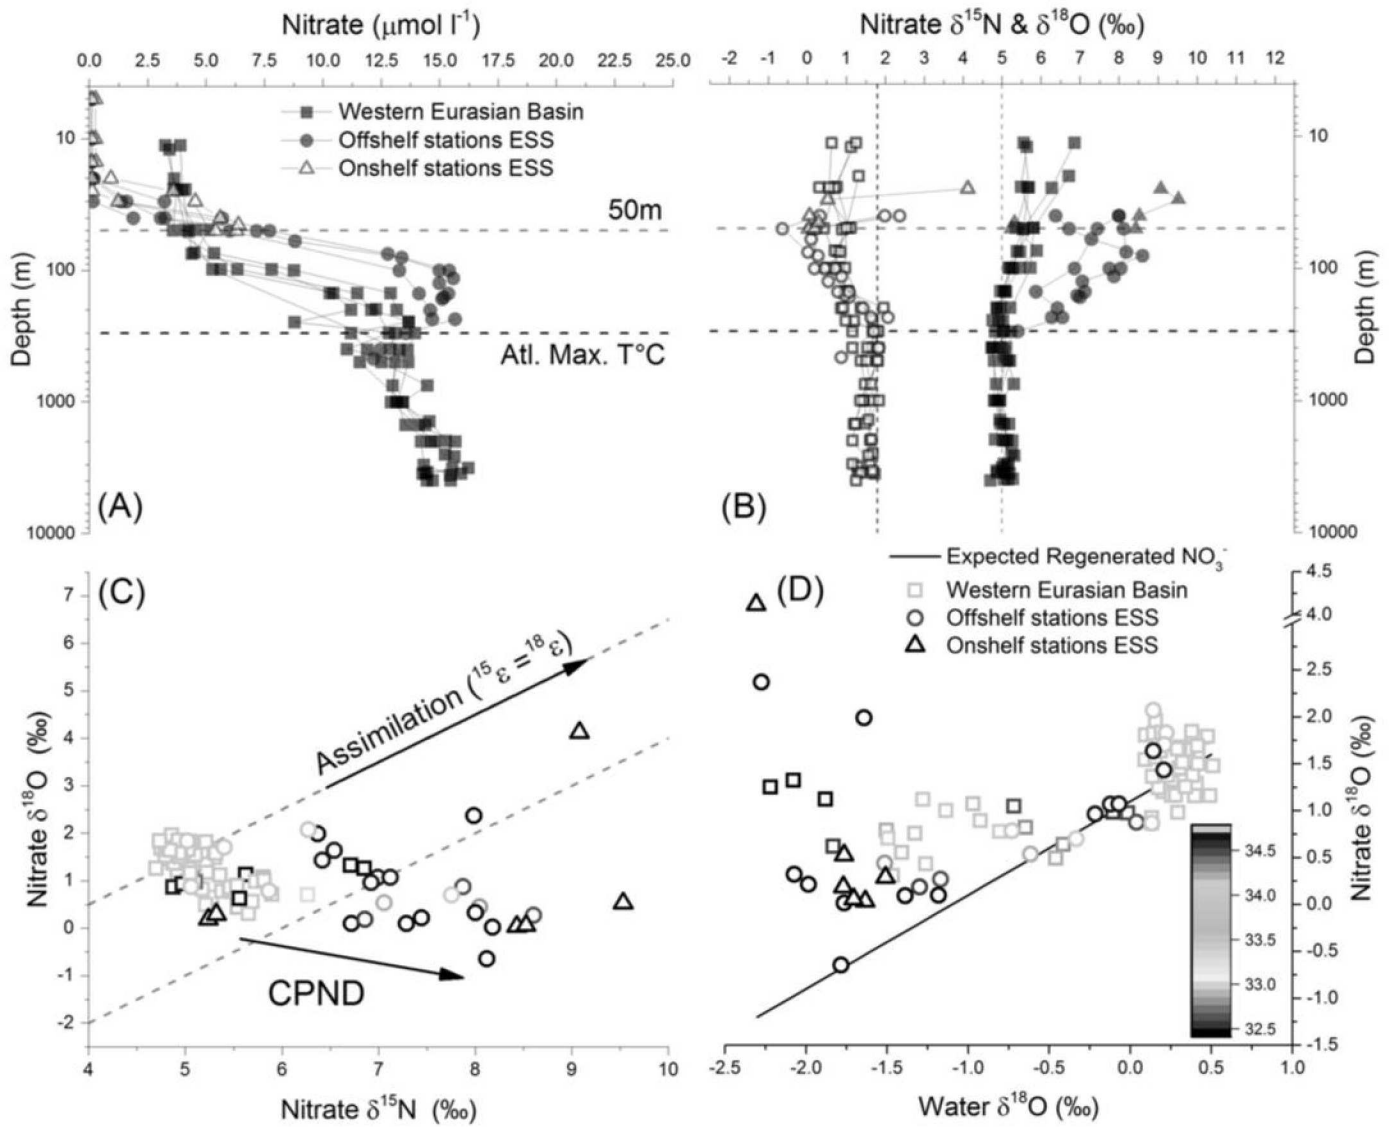 Nitrate (μmol l⁻¹)
0.0 2.5 5.0 7.5 10.0 12.5 15.0 17.5 20.0 22.5 25.0
Western Eurasian Basin
Offshelf stations ESS
Onshelf stations ESS
10
50m
100
Depth (m)
Atl. Max. T°C
1000
(A)
10000
Nitrate δ¹⁵N & δ¹⁸O (‰)
-2 -1 0 1 2 3 4 5 6 7 8 9 10 11 12
10
100
Depth (m)
1000
(B)
10000
(C)
7
6
5
4
3
2
1
0
-1
-2
Nitrate δ¹⁸O (‰)
Assimilation (¹⁵ε =¹⁸ε)
CPND
4 5 6 7 8 9 10
Nitrate δ¹⁵N (‰)
Expected Regenerated NO₃⁻
(D)
Western Eurasian Basin
Offshelf stations ESS
Onshelf stations ESS
4.5
4.0
2.5
2.0
1.5
1.0
0.5
0.0
-0.5
-1.0
-1.5
Nitrate δ¹⁸O (‰)
34.5
34.0
33.5
33.0
32.5
-2.5 -2.0 -1.5 -1.0 -0.5 0.0 0.5 1.0
Water δ¹⁸O (‰)